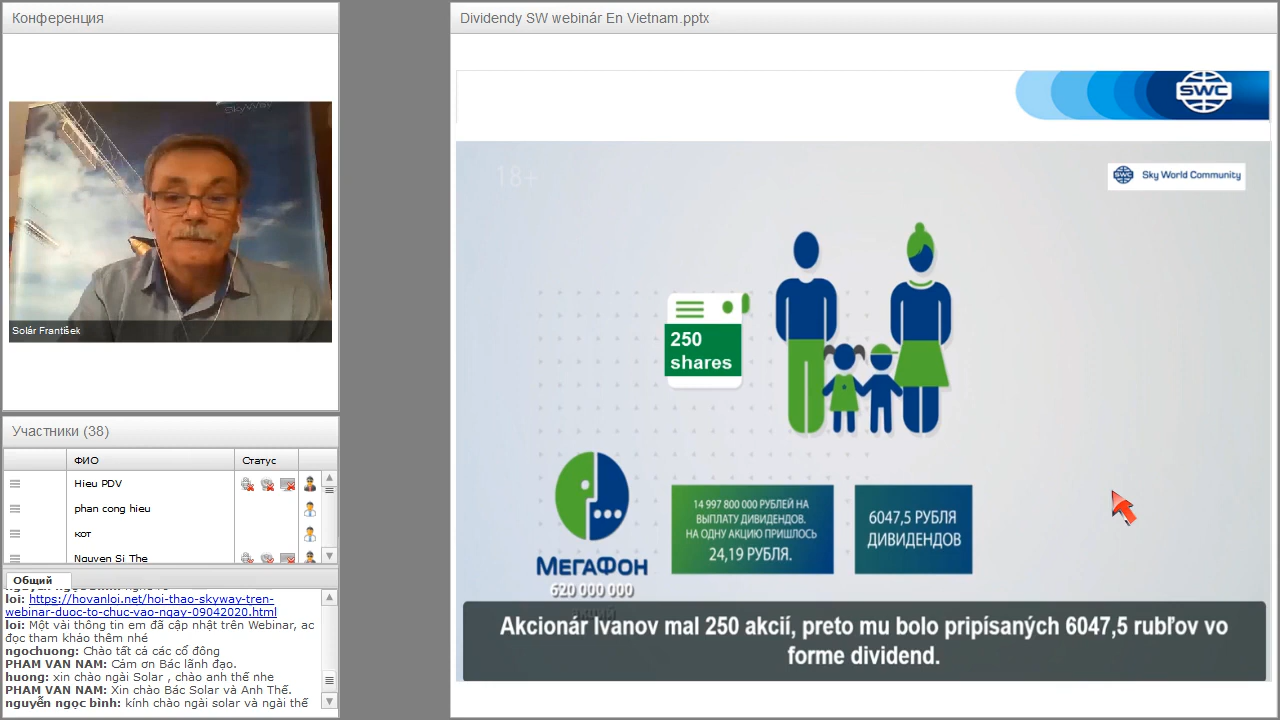 Конференция
SkyWay
Solár František
Участники (38)
ФИО
Статус
Hieu PDV
phan cong hieu
кот
Nguyen Si The
Общий
loi: https://hovanloi.net/hoi-thao-skyway-tren-
webinar-duoc-to-chuc-vao-ngay-09042020.html
loi: Một vài thông tin em đã cập nhật trên Webinar, ac
đọc tham khảo thêm nhé
ngochuong: Chào tất cả các cổ đông
PHAM VAN NAM: Cảm ơn Bác lãnh đạo.
huong: xin chào ngài Solar , chào anh thế nhe
PHAM VAN NAM: Xin chào Bác Solar và Anh Thế.
nguyễn ngọc bình: kính chào ngài solar và ngài thế
Dividendy SW webinár En Vietnam.pptx
SWC
18+
SWC Sky World Community
250
shares
МЕГАФОН
620 000 000
14 997 800 000 РУБЛЕЙ НА
ВЫПЛАТУ ДИВИДЕНДОВ.
НА ОДНУ АКЦИЮ ПРИШЛОСЬ
24,19 РУБЛЯ.
6047,5 РУБЛЯ
ДИВИДЕНДОВ
Akcionár Ivanov mal 250 akcií, preto mu bolo pripísaných 6047,5 rubľov vo
forme dividend.